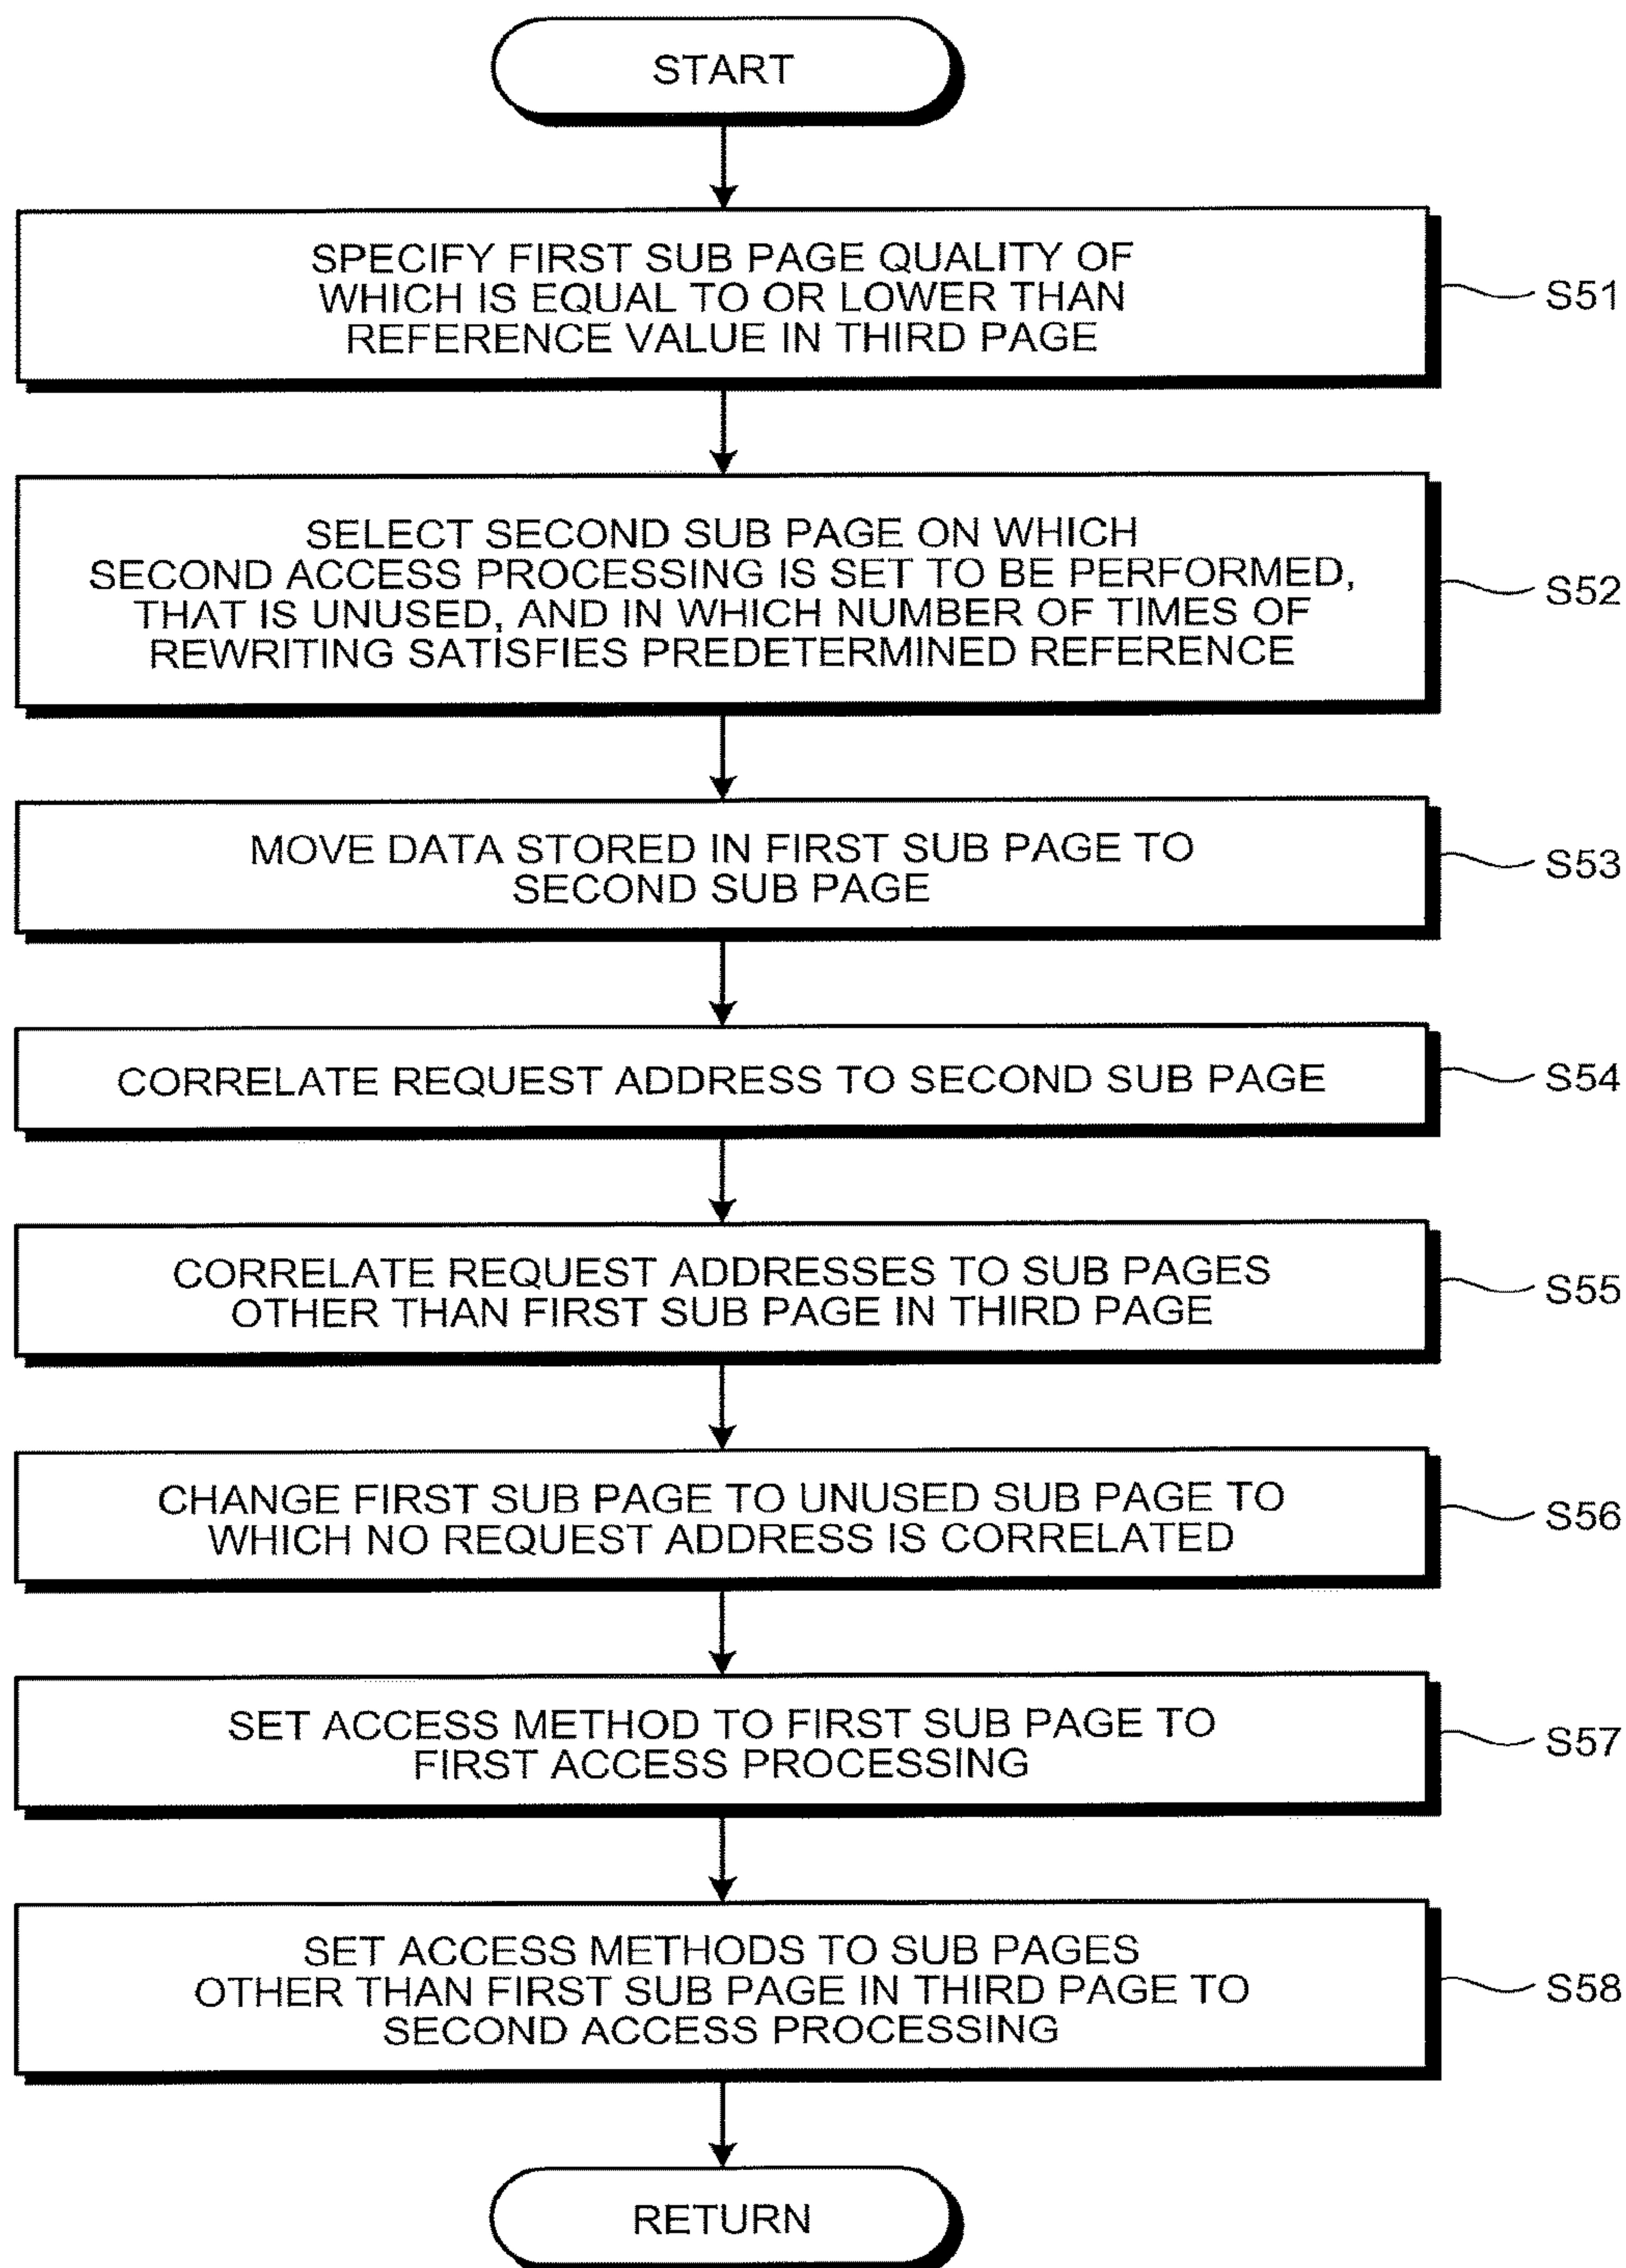 START
SPECIFY FIRST SUB PAGE QUALITY OF
WHICH IS EQUAL TO OR LOWER THAN
REFERENCE VALUE IN THIRD PAGE
S51
SELECT SECOND SUB PAGE ON WHICH
SECOND ACCESS PROCESSING IS SET TO BE PERFORMED,
THAT IS UNUSED, AND IN WHICH NUMBER OF TIMES OF
REWRITING SATISFIES PREDETERMINED REFERENCE
S52
MOVE DATA STORED IN FIRST SUB PAGE TO
SECOND SUB PAGE
S53
CORRELATE REQUEST ADDRESS TO SECOND SUB PAGE
S54
CORRELATE REQUEST ADDRESSES TO SUB PAGES
OTHER THAN FIRST SUB PAGE IN THIRD PAGE
S55
CHANGE FIRST SUB PAGE TO UNUSED SUB PAGE TO
WHICH NO REQUEST ADDRESS IS CORRELATED
S56
SET ACCESS METHOD TO FIRST SUB PAGE TO
FIRST ACCESS PROCESSING
S57
SET ACCESS METHODS TO SUB PAGES
OTHER THAN FIRST SUB PAGE IN THIRD PAGE TO
SECOND ACCESS PROCESSING
S58
RETURN